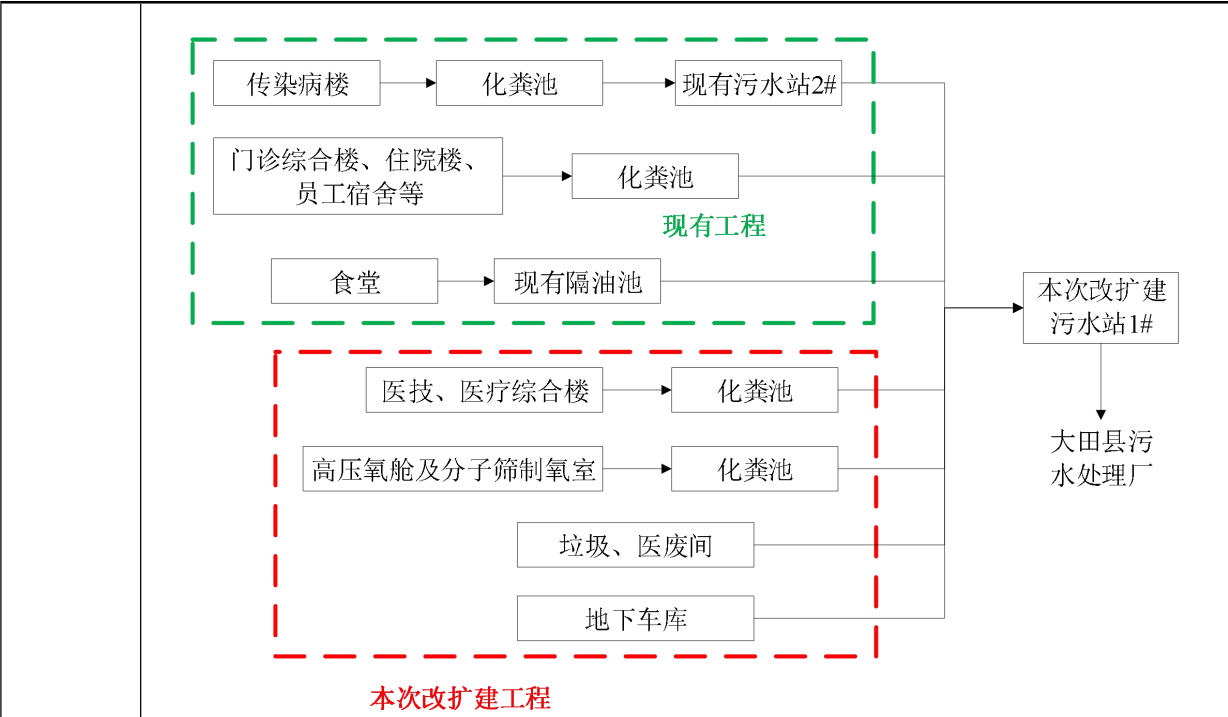 传染病楼
化粪池
现有污水站2#
门诊综合楼、住院楼、
员工宿舍等
化粪池
现有工程
食堂
现有隔油池
本次改扩建
污水站1#
医技、医疗综合楼
化粪池
大田县污
水处理厂
高压氧舱及分子筛制氧室
化粪池
垃圾、医废间
地下车库
本次改扩建工程